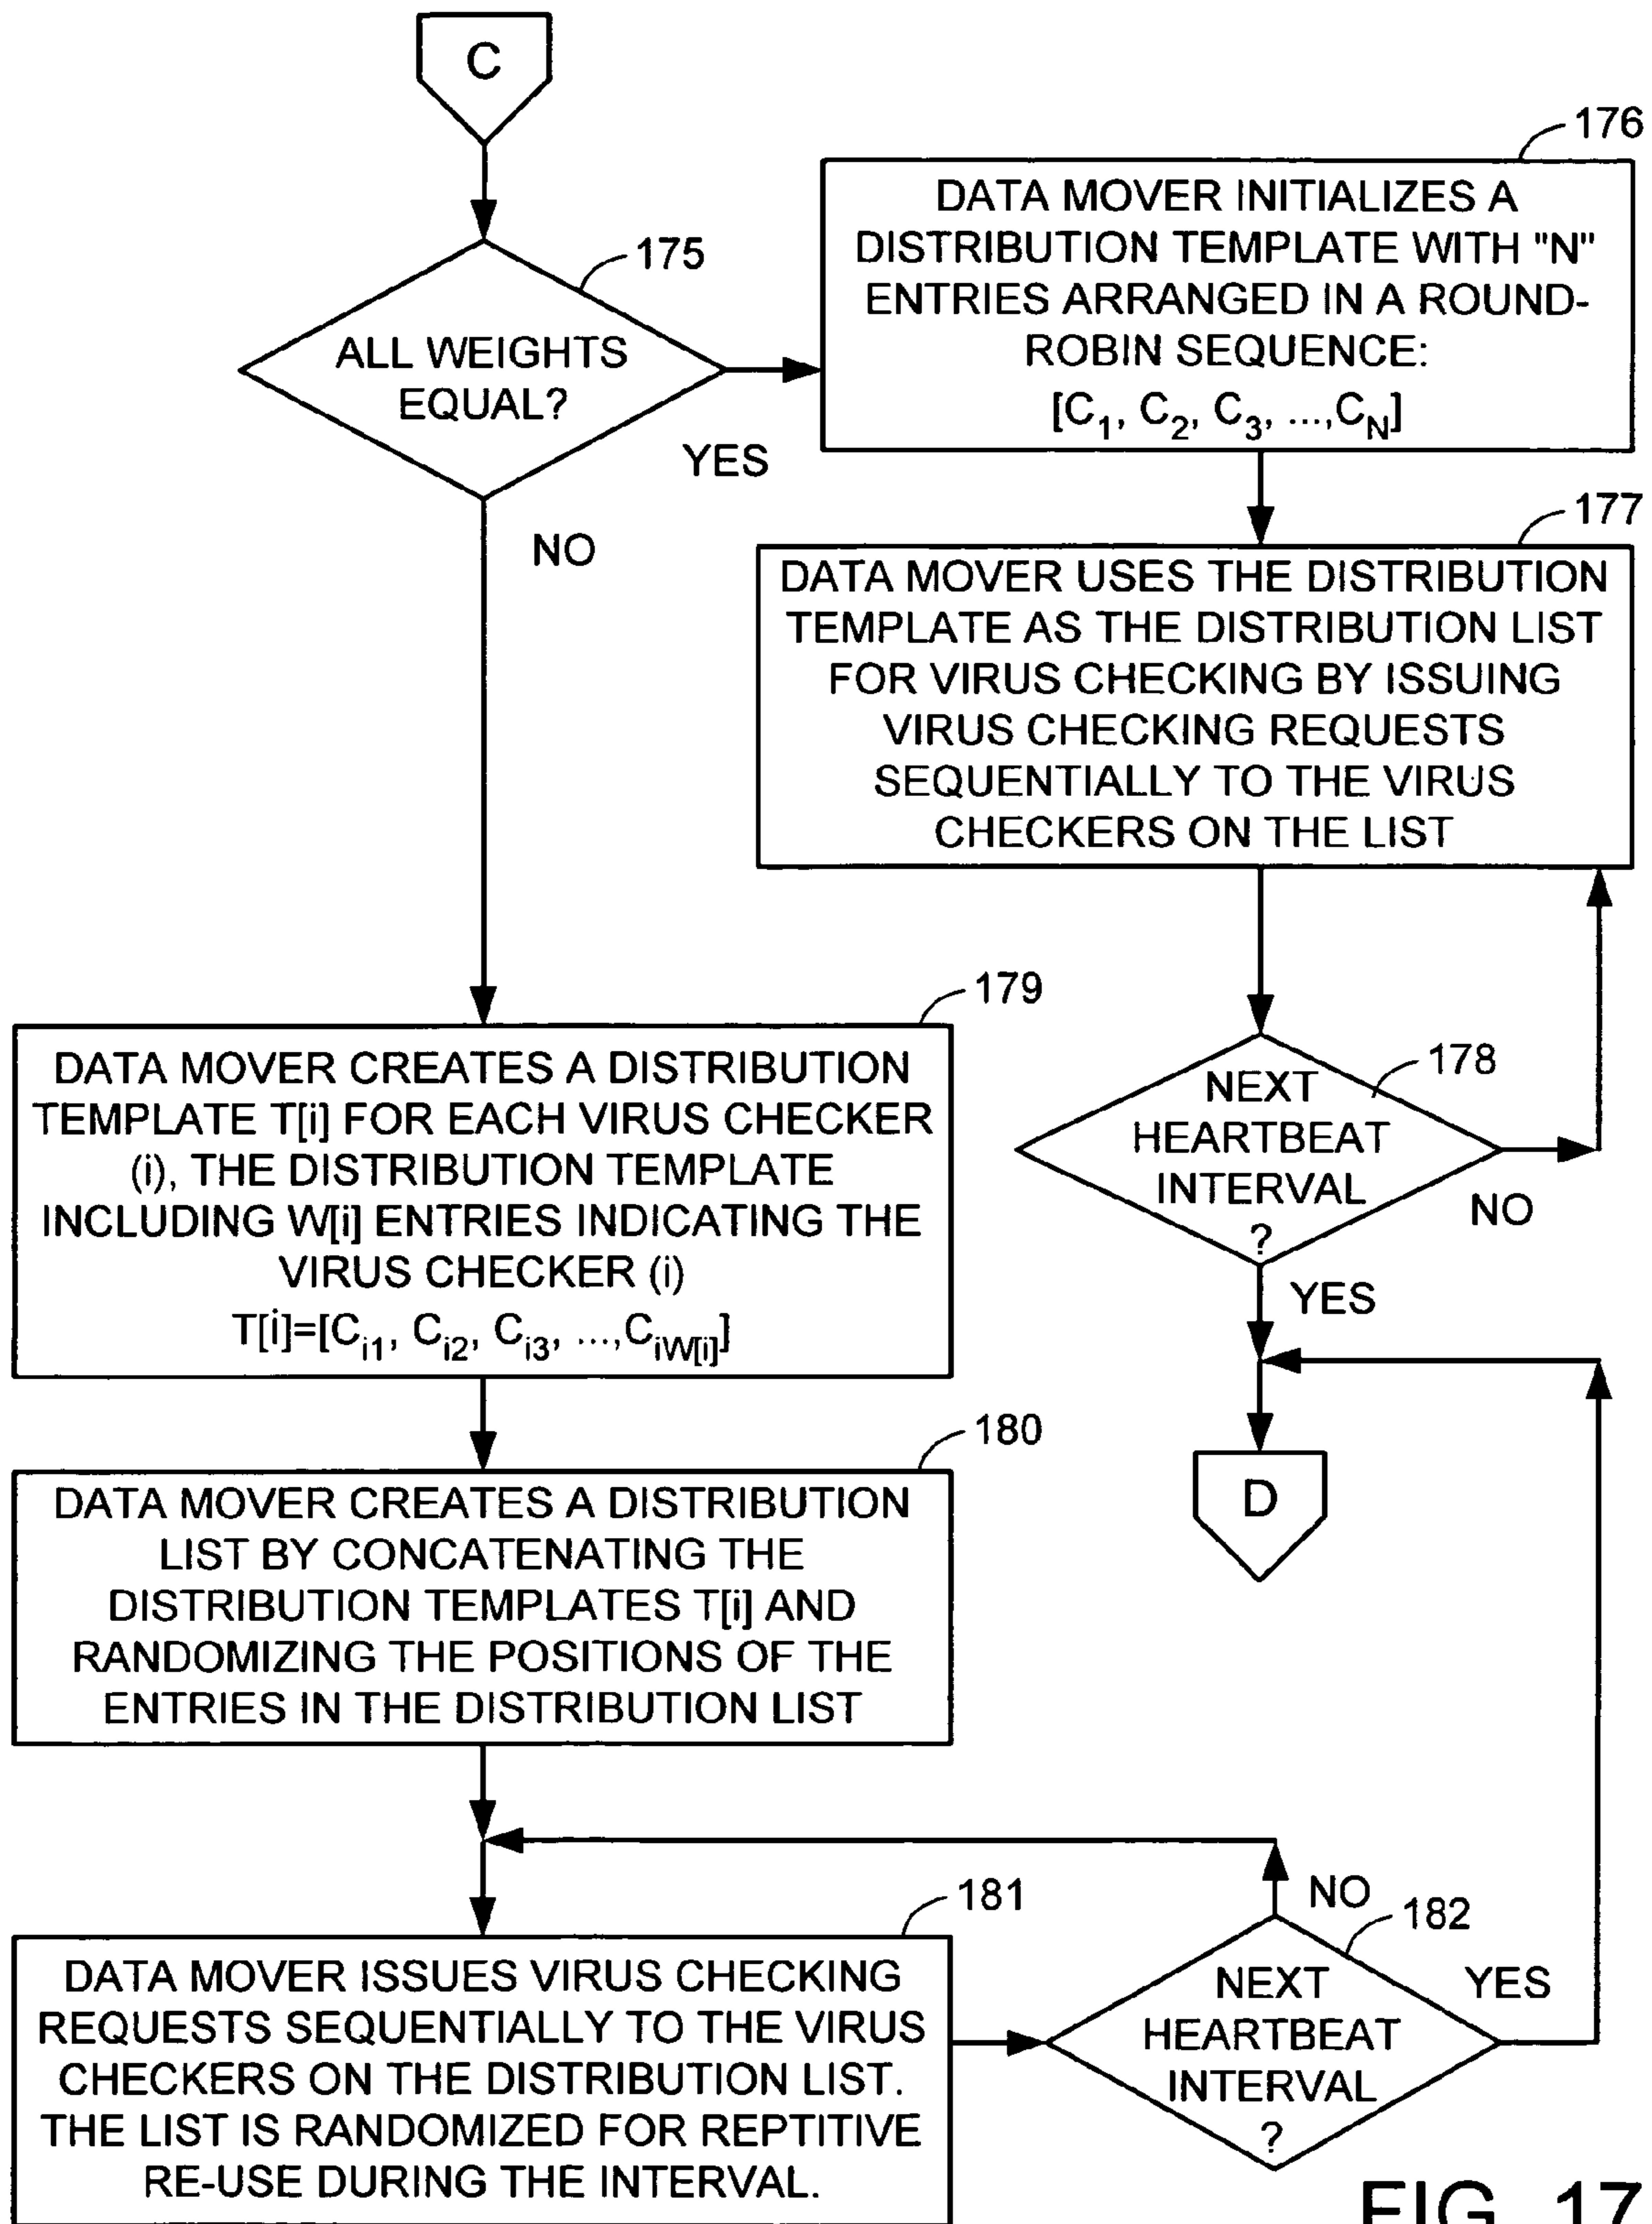 C
175
ALL WEIGHTS
EQUAL?
YES
NO
176
DATA MOVER INITIALIZES A
DISTRIBUTION TEMPLATE WITH "N"
ENTRIES ARRANGED IN A ROUND-
ROBIN SEQUENCE:
[C1, C2, C3, ...,CN]
177
DATA MOVER USES THE DISTRIBUTION
TEMPLATE AS THE DISTRIBUTION LIST
FOR VIRUS CHECKING BY ISSUING
VIRUS CHECKING REQUESTS
SEQUENTIALLY TO THE VIRUS
CHECKERS ON THE LIST
178
NEXT
HEARTBEAT
INTERVAL
?
NO
YES
D
179
DATA MOVER CREATES A DISTRIBUTION
TEMPLATE T[i] FOR EACH VIRUS CHECKER
(i), THE DISTRIBUTION TEMPLATE
INCLUDING W[i] ENTRIES INDICATING THE
VIRUS CHECKER (i)
T[i]=[Ci1, Ci2, Ci3, ...,CiW[i]]
180
DATA MOVER CREATES A DISTRIBUTION
LIST BY CONCATENATING THE
DISTRIBUTION TEMPLATES T[i] AND
RANDOMIZING THE POSITIONS OF THE
ENTRIES IN THE DISTRIBUTION LIST
181
DATA MOVER ISSUES VIRUS CHECKING
REQUESTS SEQUENTIALLY TO THE VIRUS
CHECKERS ON THE DISTRIBUTION LIST.
THE LIST IS RANDOMIZED FOR REPTITIVE
RE-USE DURING THE INTERVAL.
182
NEXT
HEARTBEAT
INTERVAL
?
NO
YES
FIG. 17